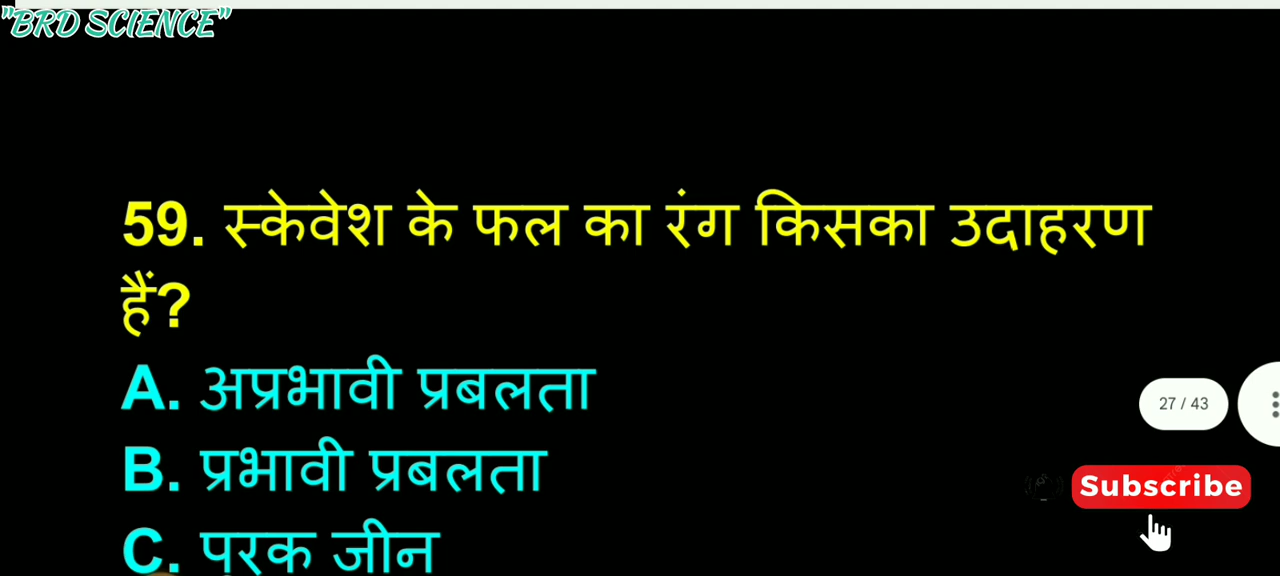 "BRD SCIENCE"
59. स्केवेश के फल का रंग किसका उदाहरण
हैं?
A. अप्रभावी प्रबलता
B. प्रभावी प्रबलता
27 / 43
Subscribe
C. पूरक जीन